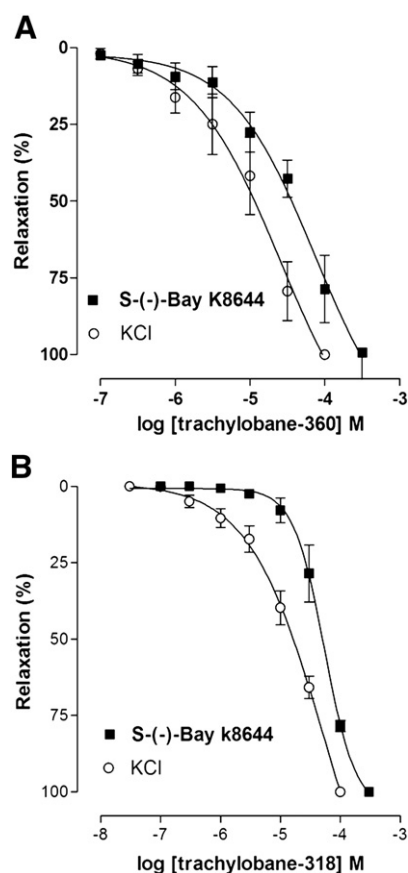 A
0
25
50
75
100
Relaxation (%)
S-(-)-Bay K8644
KCl
-7 -6 -5 -4 -3
log [trachylobane-360] M
B
0
25
50
75
100
Relaxation (%)
S-(-)-Bay k8644
KCl
-8 -7 -6 -5 -4 -3
log [trachylobane-318] M